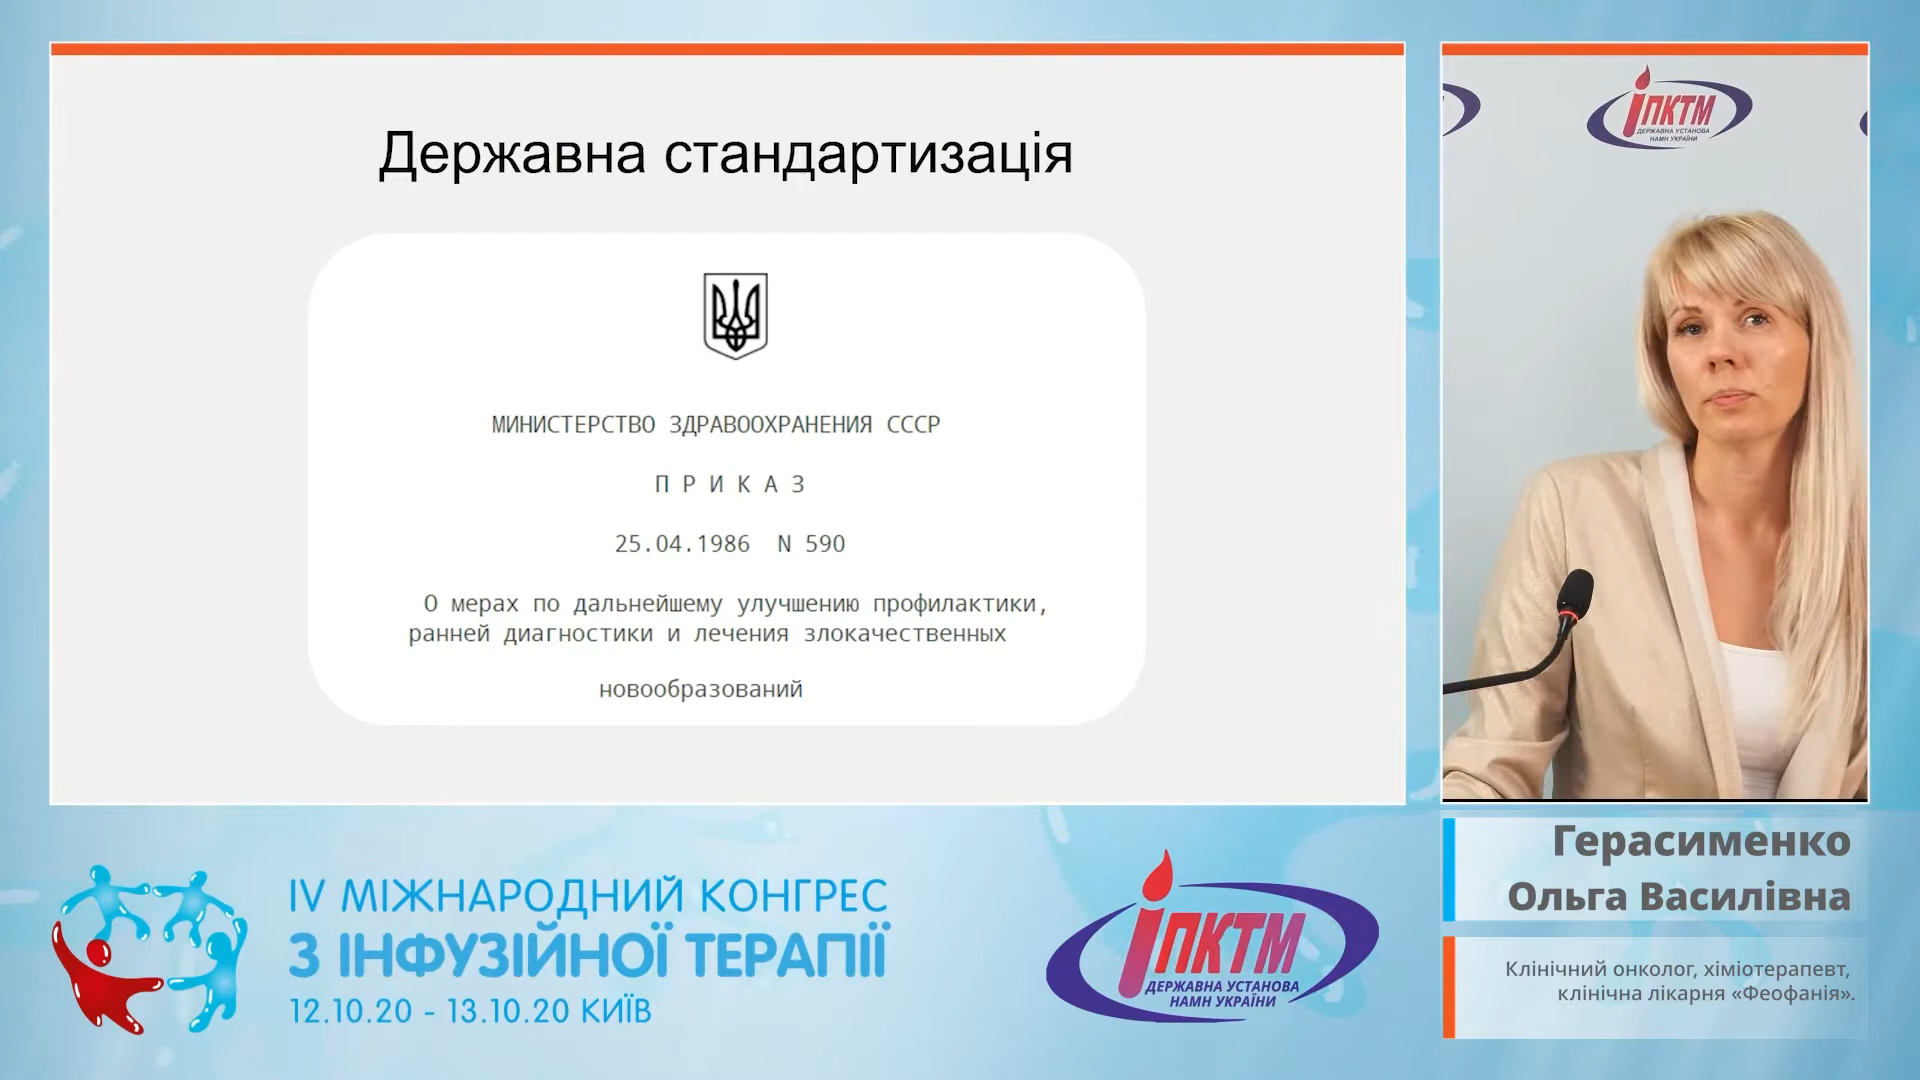 Державна стандартизація
МИНИСТЕРСТВО ЗДРАВООХРАНЕНИЯ СССР
П Р И К А З
25.04.1986 N 590
О мерах по дальнейшему улучшению профилактики,
ранней диагностики и лечения злокачественных
новообразований
ІПКТМ
ДЕРЖАВНА УСТАНОВА
НАМН УКРАЇНИ
Герасименко
Ольга Василівна
Клінічний онколог, хіміотерапевт,
клінічна лікарня «Феофанія».
IV МІЖНАРОДНИЙ КОНГРЕС
З ІНФУЗІЙНОЇ ТЕРАПІЇ
12.10.20 - 13.10.20 КИЇВ
ІПКТМ
ДЕРЖАВНА УСТАНОВА
НАМН УКРАЇНИ